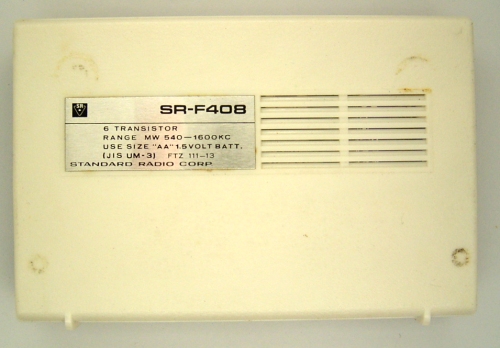 SR
SR-F408
6 TRANSISTOR
RANGE MW 540-1600KC
USE SIZE "AA" 1.5VOLT BATT.
(JIS UM-3) FTZ 111-13
STANDARD RADIO CORP